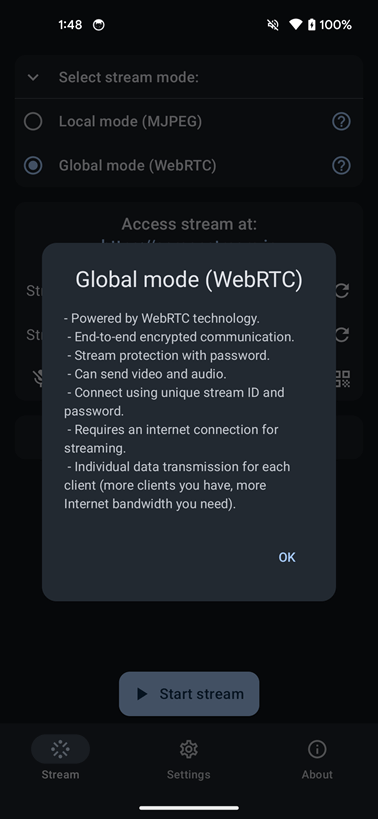 1:48
100%
Select stream mode:
Local mode (MJPEG)
Global mode (WebRTC)
Access stream at:
Global mode (WebRTC)
- Powered by WebRTC technology.
- End-to-end encrypted communication.
- Stream protection with password.
- Can send video and audio.
- Connect using unique stream ID and
password.
- Requires an internet connection for
streaming.
- Individual data transmission for each
client (more clients you have, more
Internet bandwidth you need).
OK
Start stream
Stream
Settings
About